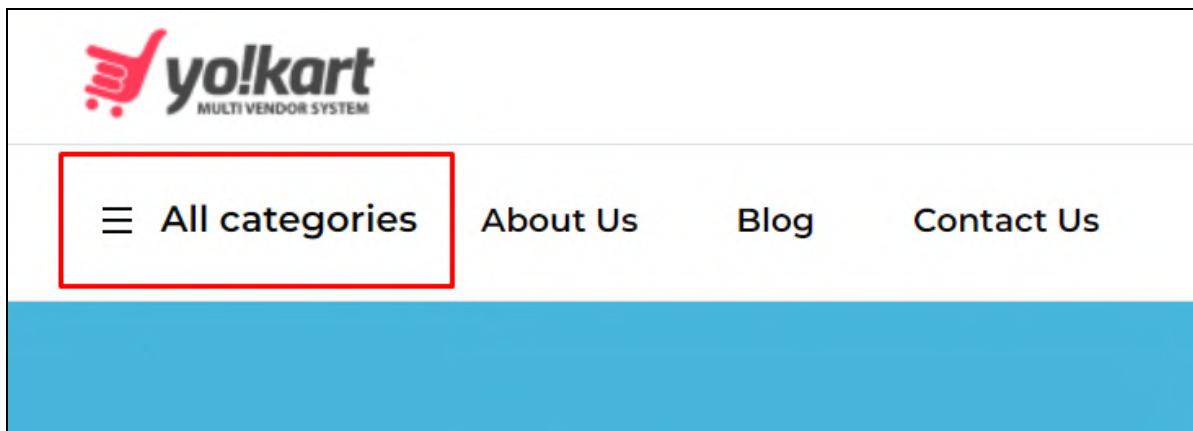 yo!kart
MULTI VENDOR SYSTEM
All categories About Us Blog Contact Us